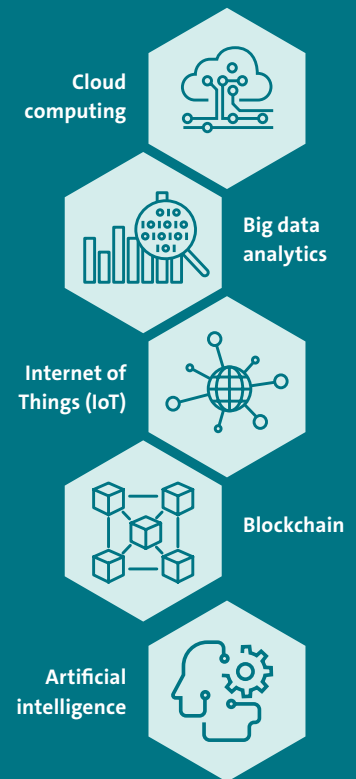 Cloud
computing
Big data
analytics
Internet of
Things (IoT)
Blockchain
Artificial
intelligence